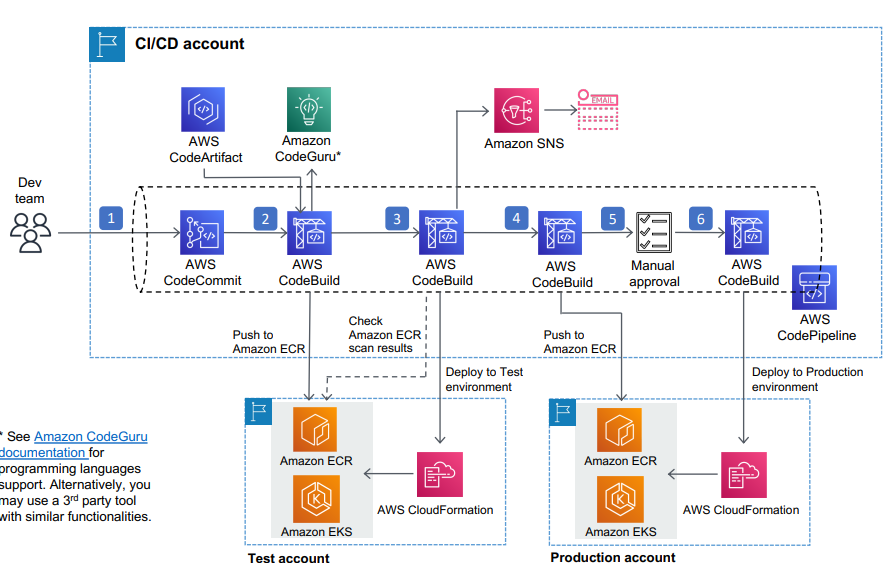 CI/CD account
AWS
CodeArtifact
Amazon
CodeGuru*
Amazon SNS
EMAIL
Dev
team
1
2
3
4
5
6
AWS
CodeCommit
AWS
CodeBuild
AWS
CodeBuild
AWS
CodeBuild
Manual
approval
AWS
CodeBuild
AWS
CodePipeline
Push to
Amazon ECR
Check
Amazon ECR
scan results
Deploy to Test
environment
Push to
Amazon ECR
Deploy to Production
environment
* See Amazon CodeGuru
documentation for
programming languages
support. Alternatively, you
may use a 3rd party tool
with similar functionalities.
Amazon ECR
Amazon EKS
AWS CloudFormation
Test account
Amazon ECR
Amazon EKS
AWS CloudFormation
Production account